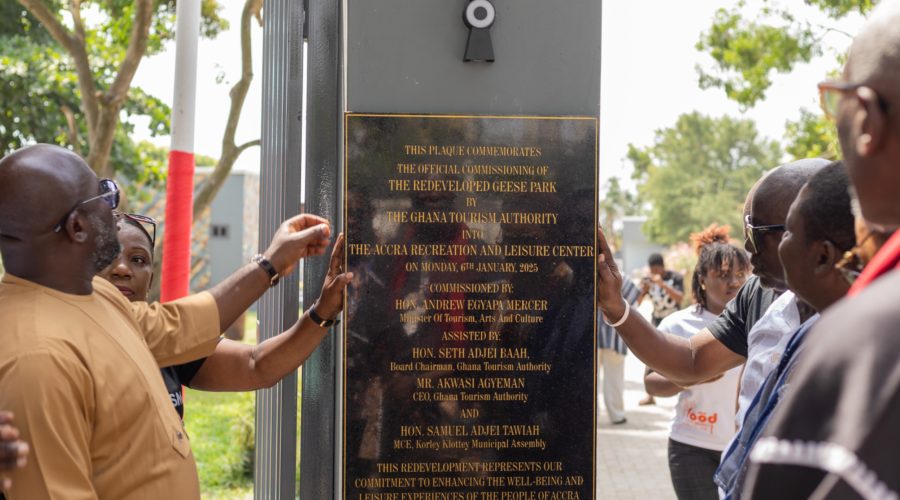 THIS PLAQUE COMMEMORATES
THE OFFICIAL COMMISSIONING OF
THE REDEVELOPED GEESE PARK
BY
THE GHANA TOURISM AUTHORITY
INTO
THE ACCRA RECREATION AND LEISURE CENTER
ON MONDAY, 6TH JANUARY, 2025
COMMISSIONED BY:
HON. ANDREW EGYAPA MERCER
Minister Of Tourism, Arts And Culture
ASSISTED BY:
HON. SETH ADJEI BAAH,
Board Chairman, Ghana Tourism Authority
MR. AKWASI AGYEMAN
CEO, Ghana Tourism Authority
AND
HON. SAMUEL ADJEI TAWIAH
MCE, Korley Klottey Municipal Assembly
THIS REDEVELOPMENT REPRESENTS OUR
COMMITMENT TO ENHANCING THE WELL-BEING AND
LEISURE EXPERIENCES OF THE PEOPLE OF ACCRA
food